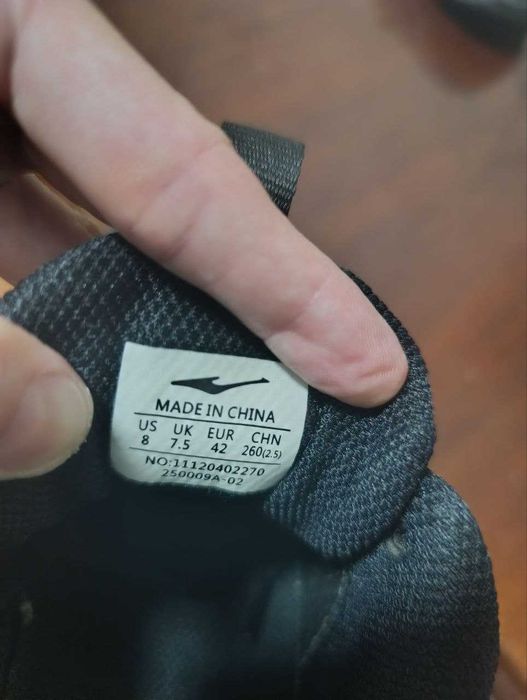 MADE IN CHINA
US UK EUR CHN
8 7.5 42 260(2.5)
NO:11120402270
250009A-02